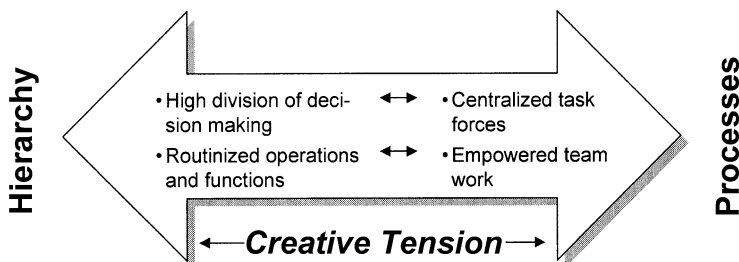 Hierarchy
• High division of deci-
sion making
• Routinized operations
and functions
• Centralized task
forces
• Empowered team
work
Processes
Creative Tension